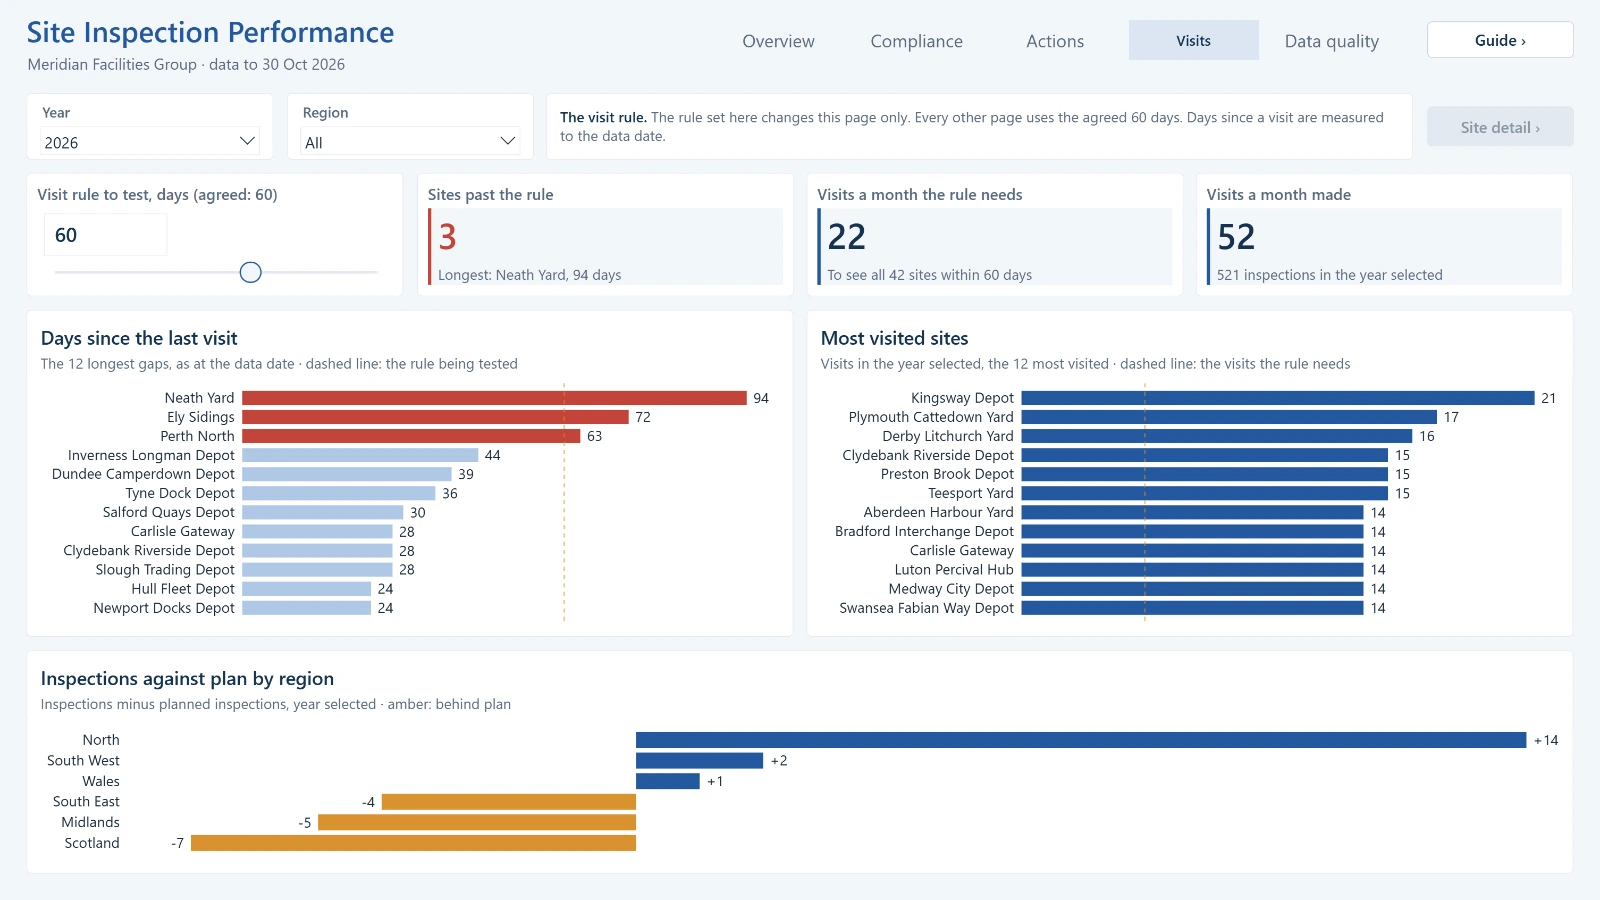 Site Inspection Performance
Meridian Facilities Group · data to 30 Oct 2026
Overview
Compliance
Actions
Visits
Data quality
Guide ›
Year
2026
Region
All
The visit rule. The rule set here changes this page only. Every other page uses the agreed 60 days. Days since a visit are measured
to the data date.
Site detail ›
Visit rule to test, days (agreed: 60)
60
Sites past the rule
3
Longest: Neath Yard, 94 days
Visits a month the rule needs
22
To see all 42 sites within 60 days
Visits a month made
52
521 inspections in the year selected
Days since the last visit
The 12 longest gaps, as at the data date · dashed line: the rule being tested
Neath Yard 94
Ely Sidings 72
Perth North 63
Inverness Longman Depot 44
Dundee Camperdown Depot 39
Tyne Dock Depot 36
Salford Quays Depot 30
Carlisle Gateway 28
Clydebank Riverside Depot 28
Slough Trading Depot 28
Hull Fleet Depot 24
Newport Docks Depot 24
Most visited sites
Visits in the year selected, the 12 most visited · dashed line: the visits the rule needs
Kingsway Depot 21
Plymouth Cattedown Yard 17
Derby Litchurch Yard 16
Clydebank Riverside Depot 15
Preston Brook Depot 15
Teesport Yard 15
Aberdeen Harbour Yard 14
Bradford Interchange Depot 14
Carlisle Gateway 14
Luton Percival Hub 14
Medway City Depot 14
Swansea Fabian Way Depot 14
Inspections against plan by region
Inspections minus planned inspections, year selected · amber: behind plan
North +14
South West +2
Wales +1
South East -4
Midlands -5
Scotland -7